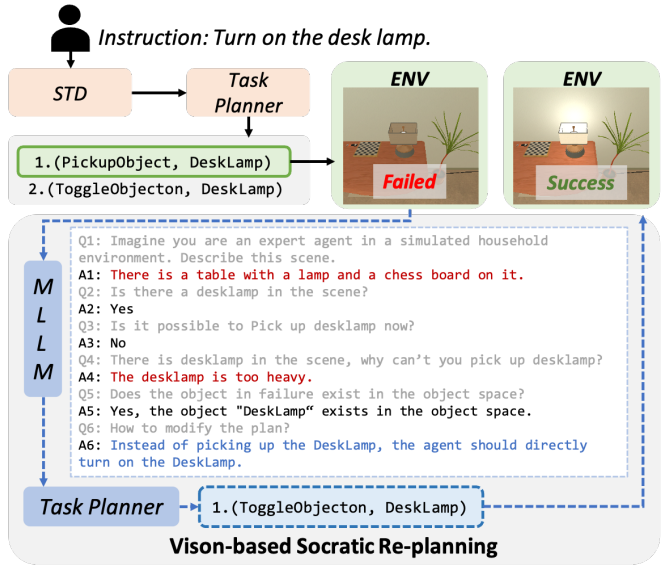 Instruction: Turn on the desk lamp.
STD
Task
Planner
ENV
ENV
1.(PickupObject, DeskLamp)
2.(ToggleObjecton, DeskLamp)
Failed
Success
MLLM
Q1: Imagine you are an expert agent in a simulated household
environment. Describe this scene.
A1: There is a table with a lamp and a chess board on it.
Q2: Is there a desklamp in the scene?
A2: Yes
Q3: Is it possible to Pick up desklamp now?
A3: No
Q4: There is desklamp in the scene, why can’t you pick up desklamp?
A4: The desklamp is too heavy.
Q5: Does the object in failure exist in the object space?
A5: Yes, the object "DeskLamp“ exists in the object space.
Q6: How to modify the plan?
A6: Instead of picking up the DeskLamp, the agent should directly
turn on the DeskLamp.
Task Planner
1.(ToggleObjecton, DeskLamp)
Vison-based Socratic Re-planning